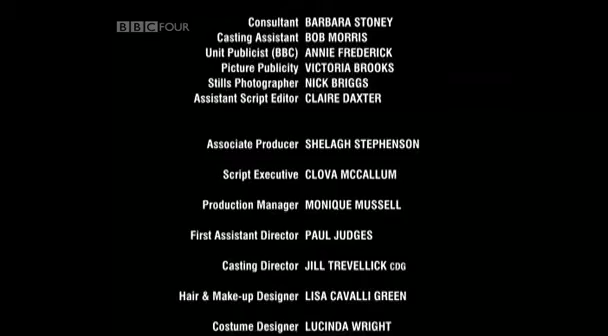 BBC FOUR
Consultant BARBARA STONEY
Casting Assistant BOB MORRIS
Unit Publicist (BBC) ANNIE FREDERICK
Picture Publicity VICTORIA BROOKS
Stills Photographer NICK BRIGGS
Assistant Script Editor CLAIRE DAXTER
Associate Producer SHELAGH STEPHENSON
Script Executive CLOVA MCCALLUM
Production Manager MONIQUE MUSSELL
First Assistant Director PAUL JUDGES
Casting Director JILL TREVELLICK CDG
Hair & Make-up Designer LISA CAVALLI GREEN
Costume Designer LUCINDA WRIGHT